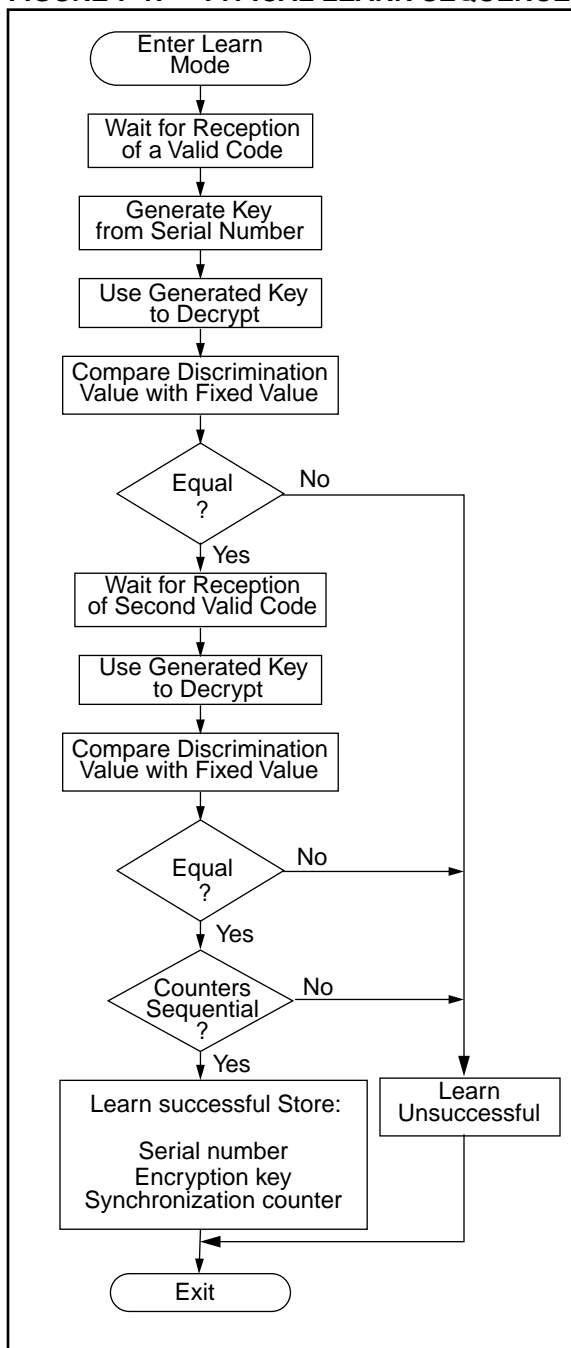 Enter Learn
Mode
Wait for Reception
of a Valid Code
Generate Key
from Serial Number
Use Generated Key
to Decrypt
Compare Discrimination
Value with Fixed Value
Equal
?
No
Yes
Wait for Reception
of Second Valid Code
Use Generated Key
to Decrypt
Compare Discrimination
Value with Fixed Value
Equal
?
No
Yes
Counters
Sequential
?
No
Yes
Learn successful Store:
Serial number
Encryption key
Synchronization counter
Learn
Unsuccessful
Exit